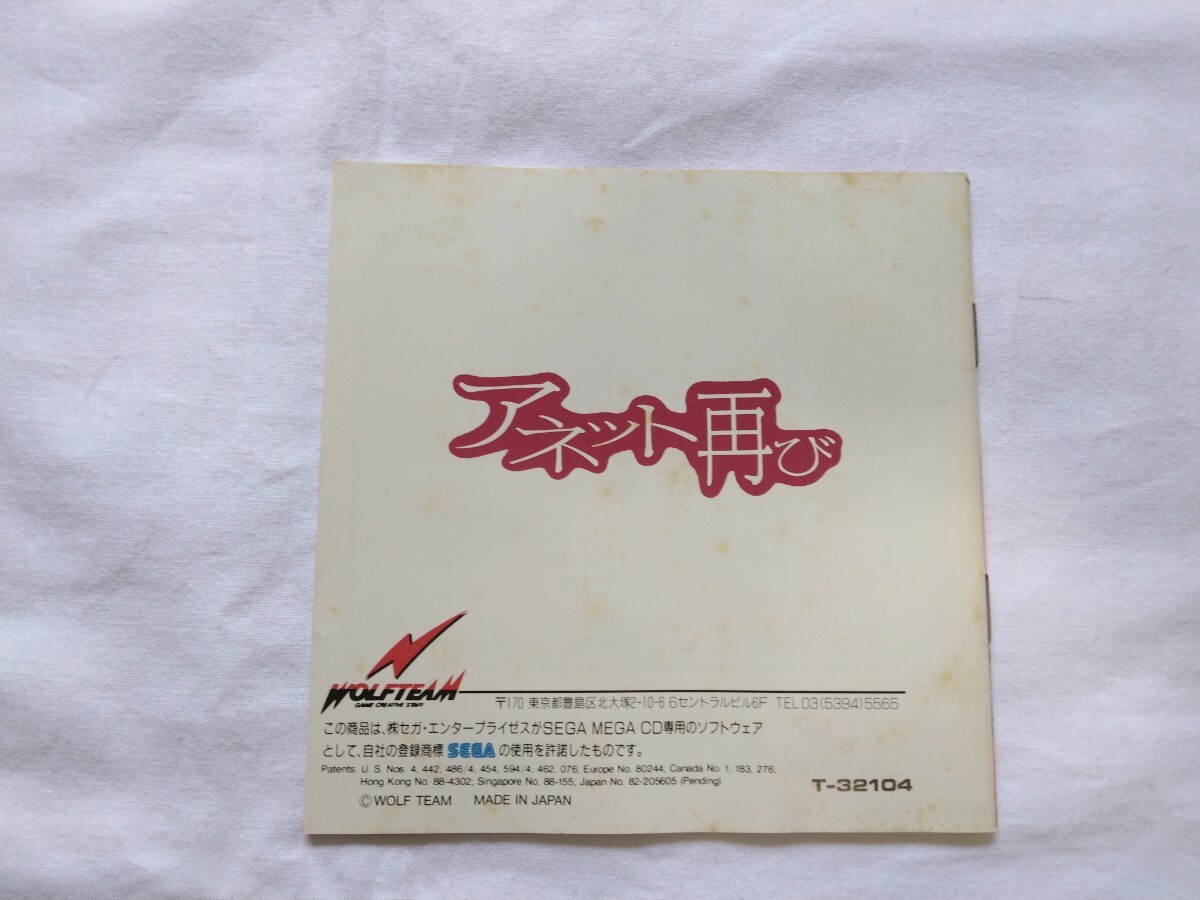 アネット再び
WOLFTEAM
GAME CREATIVE STAFF
〒170 東京都豊島区北大塚2-10-6 6セントラルビル6F TEL 03(5394)5565
この商品は、㈱セガ・エンタープライゼスがSEGA MEGA CD専用のソフトウェア
として、自社の登録商標 SEGA の使用を許諾したものです。
Patents: U. S. Nos. 4, 442, 486/4, 454, 594/4, 462, 076; Europe No. 80244; Canada No. 1, 183, 276;
Hong Kong No. 88-4302; Singapore No. 88-155; Japan No. 82-205605 (Pending)
T-32104
© WOLF TEAM MADE IN JAPAN